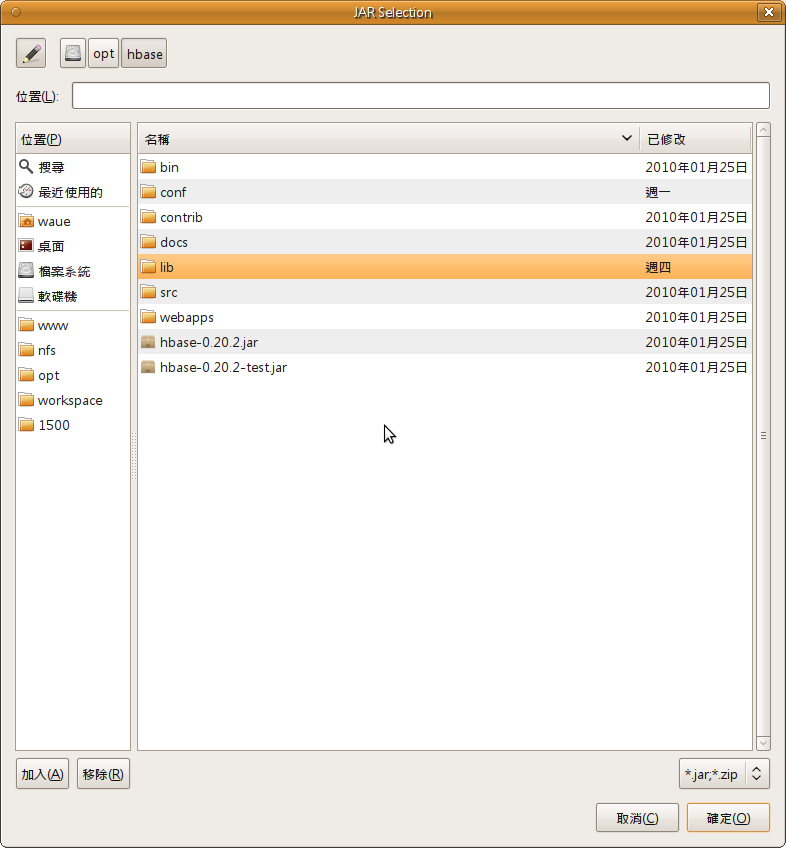 JAR Selection
opt hbase
位置(L):
位置(P) 名稱 已修改
搜尋 bin 2010年01月25日
最近使用的 conf 週一
waue contrib 2010年01月25日
桌面 docs 2010年01月25日
檔案系統 lib 週四
軟碟機 src 2010年01月25日
www webapps 2010年01月25日
nfs hbase-0.20.2.jar 2010年01月25日
opt hbase-0.20.2-test.jar 2010年01月25日
workspace
1500
加入(A) 移除(R) *.jar;*.zip
取消(C) 確定(O)